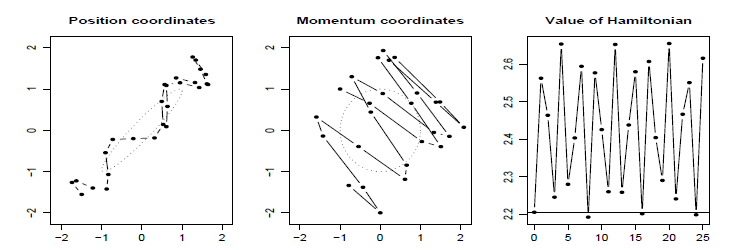 Position coordinates
2
1
0
-1
-2
-2 -1 0 1 2
Momentum coordinates
2
1
0
-1
-2
-2 -1 0 1 2
Value of Hamiltonian
2.6
2.5
2.4
2.3
2.2
0 5 10 15 20 25